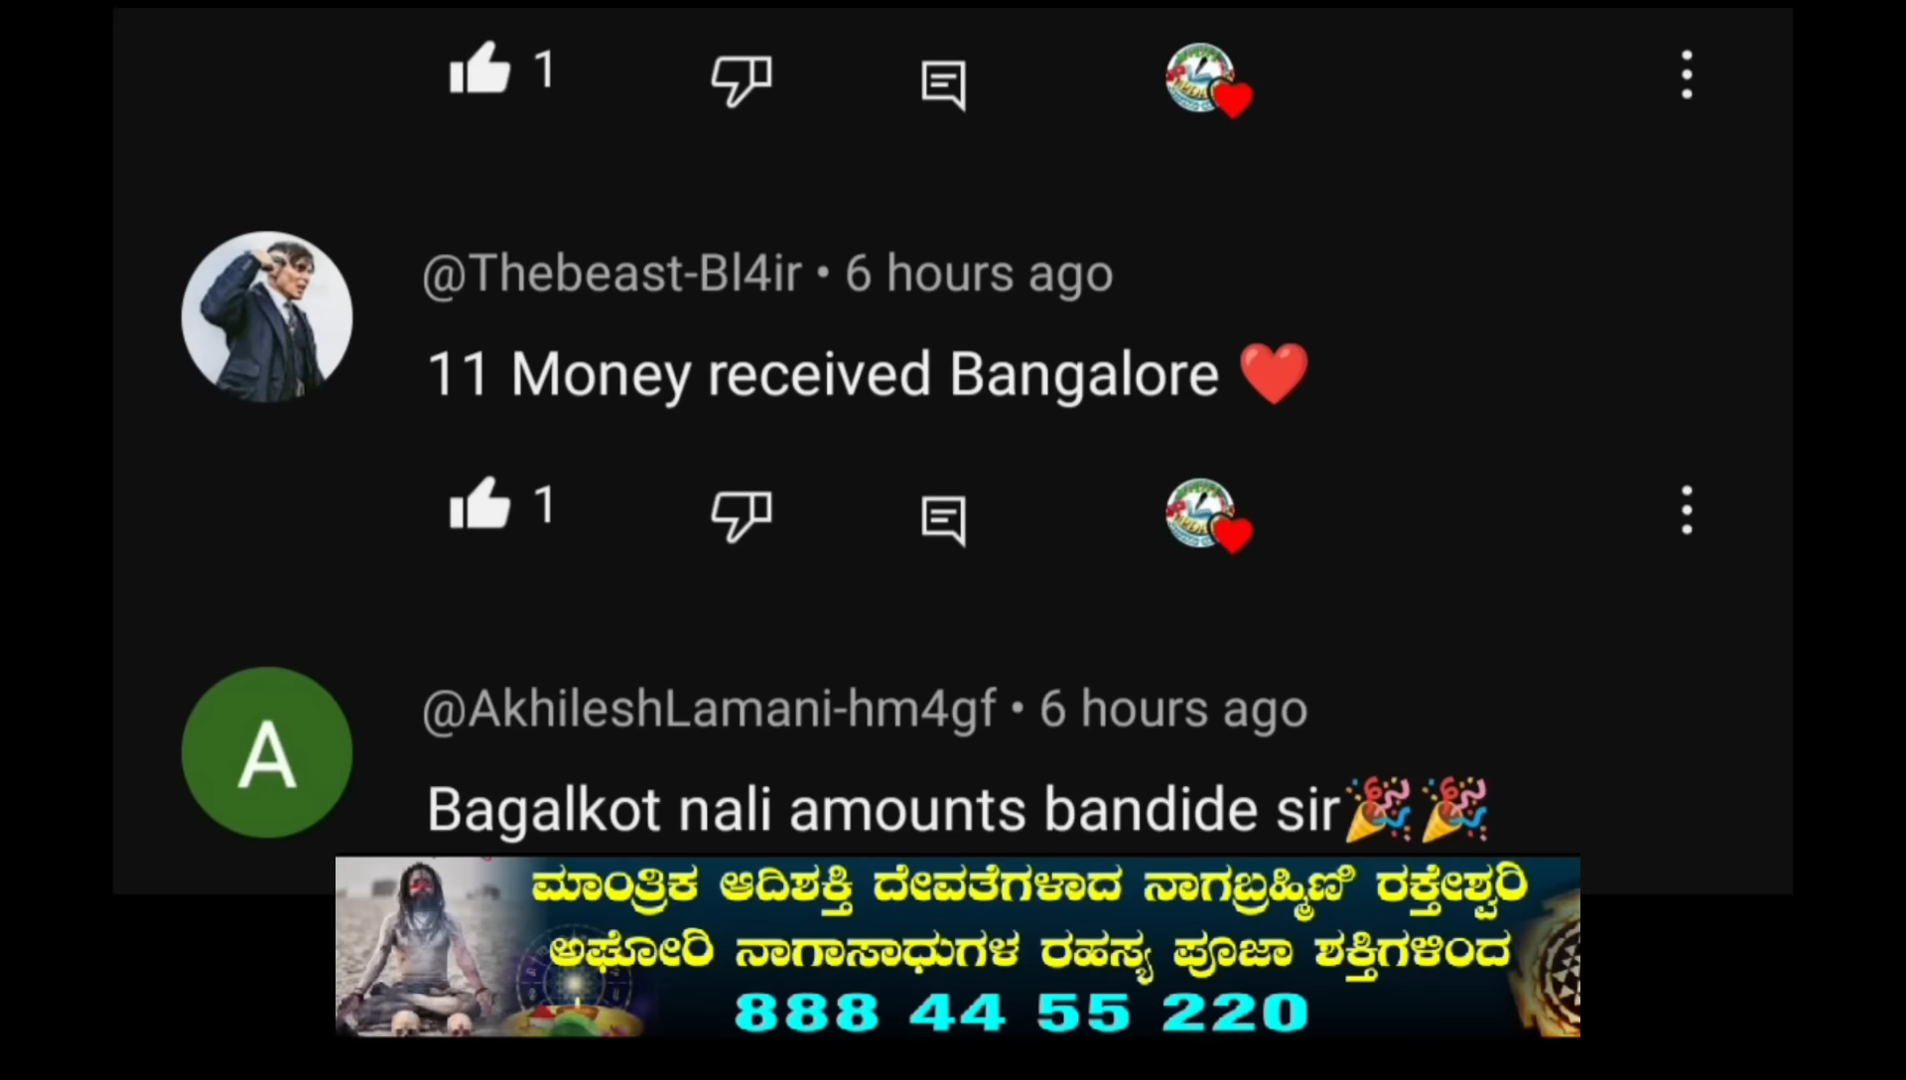 1
@Thebeast-Bl4ir • 6 hours ago
11 Money received Bangalore ❤️
1
A
@AkhileshLamani-hm4gf • 6 hours ago
Bagalkot nali amounts bandide sir🎉🎉
ಮಾಂತ್ರಿಕ ಆದಿಶಕ್ತಿ ದೇವತೆಗಳಾದ ನಾಗಬ್ರಹ್ಮಿಣಿ ರಕ್ತೇಶ್ವರಿ
ಅಘೋರಿ ನಾಗಾಸಾಧುಗಳ ರಹಸ್ಯ ಪೂಜಾ ಶಕ್ತಿಗಳಿಂದ
888 44 55 220